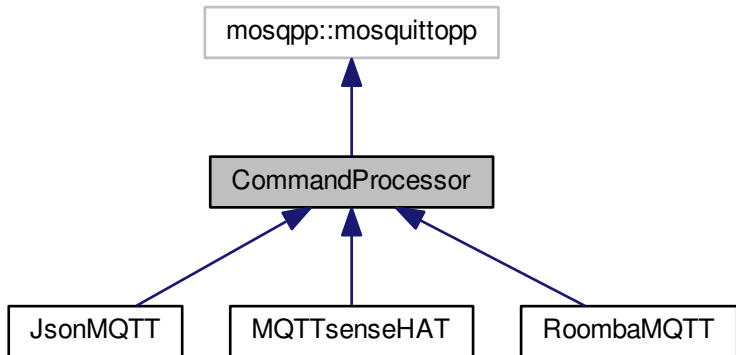 mosqpp::mosquittopp
CommandProcessor
JsonMQTT
MQTTsenseHAT
RoombaMQTT